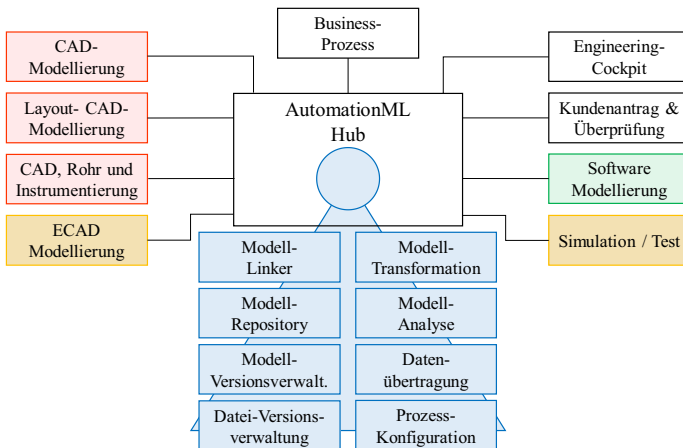 Business-
Prozess
CAD-
Modellierung
Engineering-
Cockpit
Layout- CAD-
Modellierung
AutomationML
Hub
Kundenantrag &
Überprüfung
CAD, Rohr und
Instrumentierung
Software
Modellierung
ECAD
Modellierung
Simulation / Test
Modell-
Linker
Modell-
Transformation
Modell-
Repository
Modell-
Analyse
Modell-
Versionsverwalt.
Daten-
übertragung
Datei-Versions-
verwaltung
Prozess-
Konfiguration